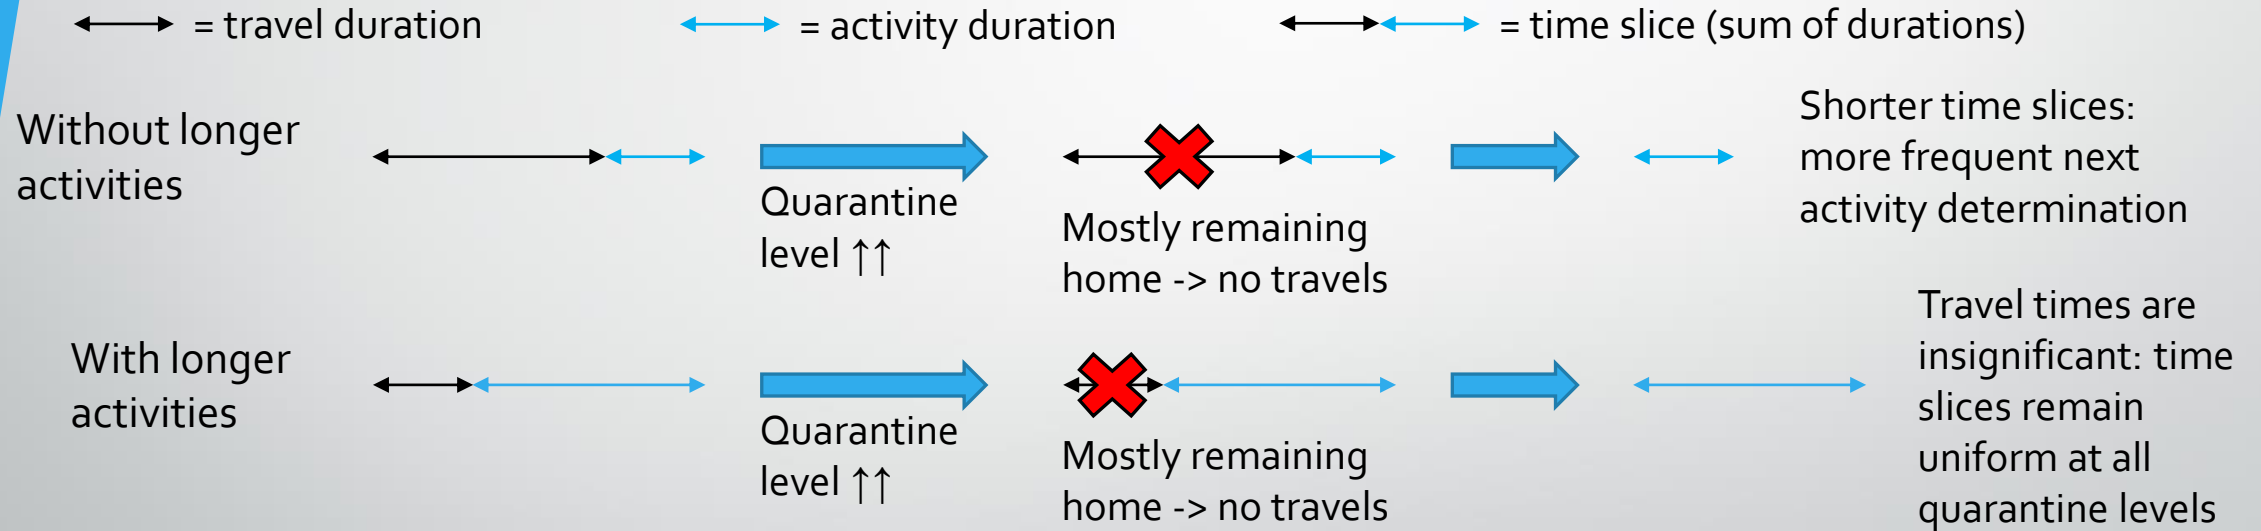 = travel duration
= activity duration
= time slice (sum of durations)
Without longer
activities
Quarantine
level ↑↑
Mostly remaining
home -> no travels
Shorter time slices:
more frequent next
activity determination
With longer
activities
Quarantine
level ↑↑
Mostly remaining
home -> no travels
Travel times are
insignificant: time
slices remain
uniform at all
quarantine levels